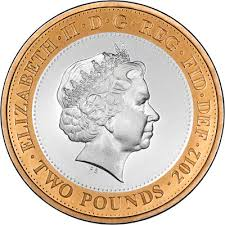 ELIZABETH · II · D · G · REG · FID · DEF
· TWO POUNDS · 2012 ·